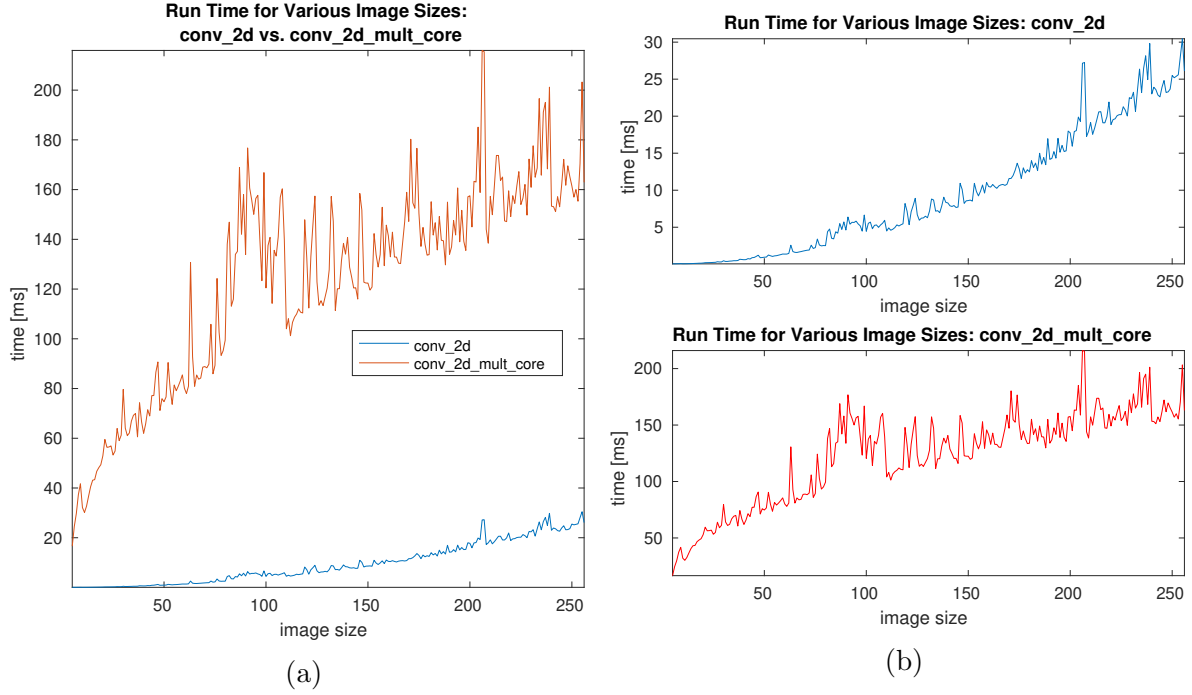 Run Time for Various Image Sizes:
conv_2d vs. conv_2d_mult_core
200
180
160
140
120
100
80
60
40
20
time [ms]
conv_2d
conv_2d_mult_core
50
100
150
200
250
image size
(a)
Run Time for Various Image Sizes: conv_2d
30
25
20
15
10
5
time [ms]
50
100
150
200
250
image size
Run Time for Various Image Sizes: conv_2d_mult_core
200
150
100
50
time [ms]
50
100
150
200
250
image size
(b)